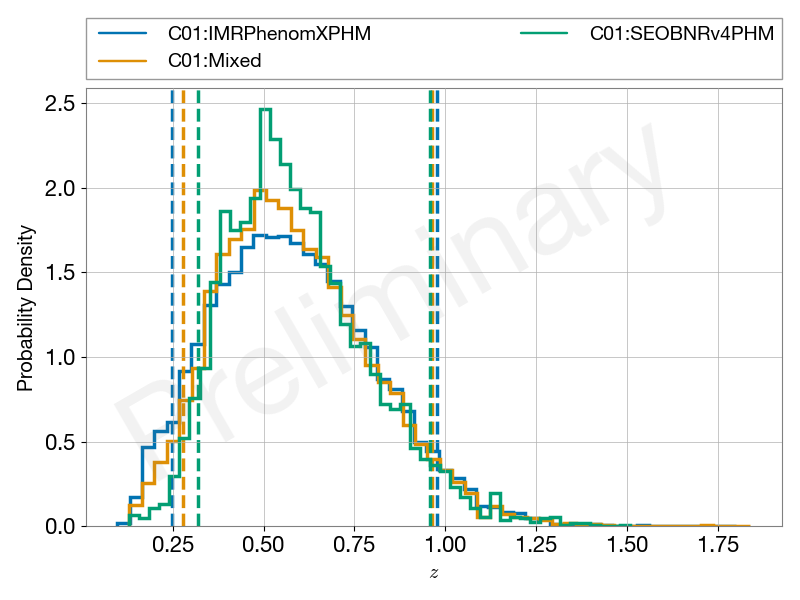 C01:IMRPhenomXPHM
C01:Mixed
C01:SEOBNRv4PHM
Preliminary
Probability Density
2.5
2.0
1.5
1.0
0.5
0.0
0.25 0.50 0.75 1.00 1.25 1.50 1.75
z